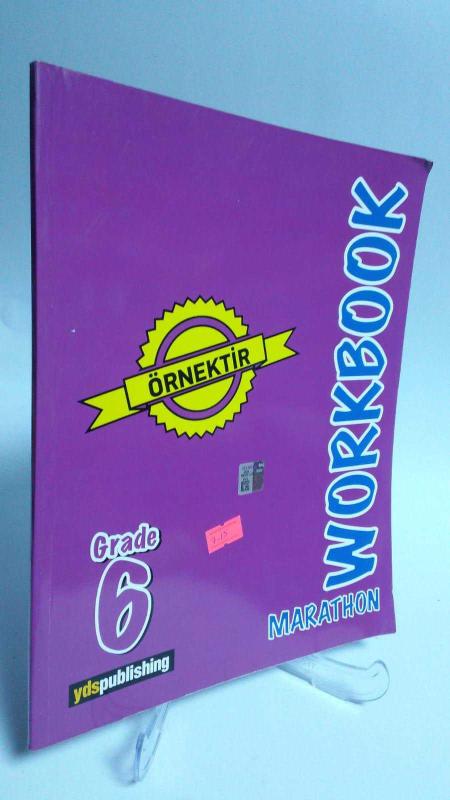 ÖRNEKTİR
WORKBOOK
MARATHON
Grade
6
ydspublishing